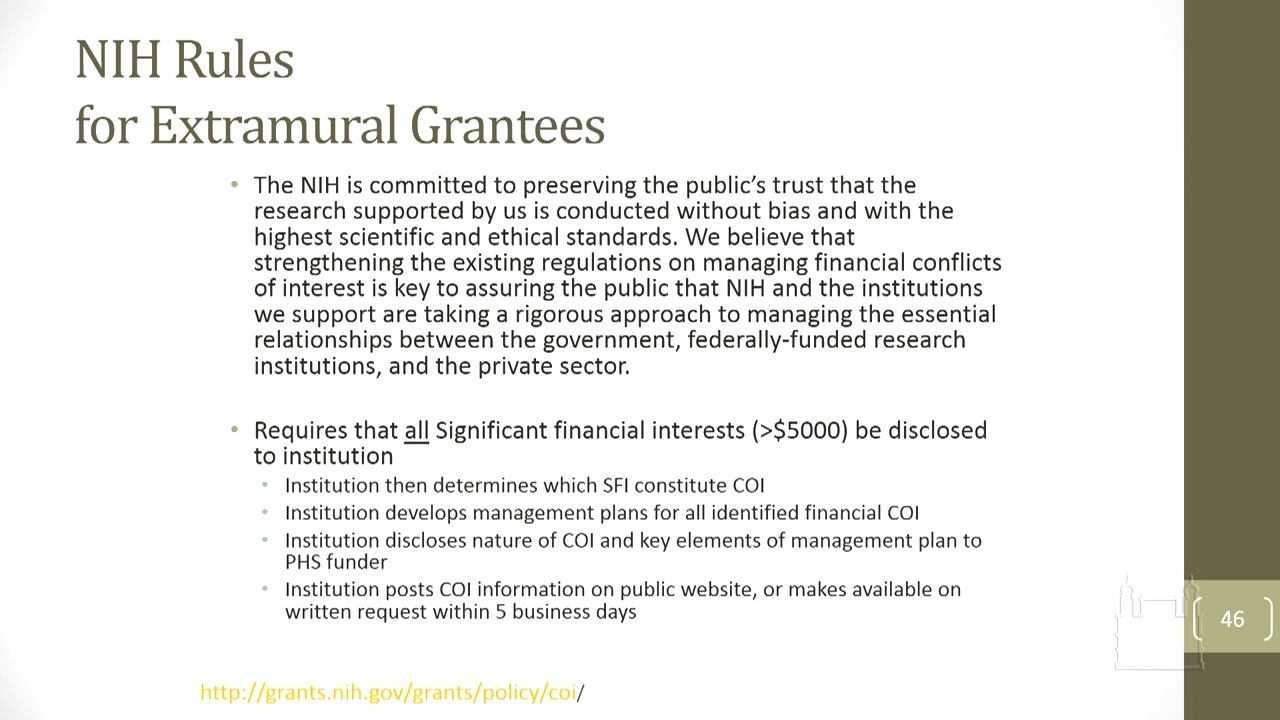 NIH Rules
for Extramural Grantees
• The NIH is committed to preserving the public’s trust that the
research supported by us is conducted without bias and with the
highest scientific and ethical standards. We believe that
strengthening the existing regulations on managing financial conflicts
of interest is key to assuring the public that NIH and the institutions
we support are taking a rigorous approach to managing the essential
relationships between the government, federally-funded research
institutions, and the private sector.
• Requires that all Significant financial interests (>$5000) be disclosed
to institution
• Institution then determines which SFI constitute COI
• Institution develops management plans for all identified financial COI
• Institution discloses nature of COI and key elements of management plan to
PHS funder
• Institution posts COI information on public website, or makes available on
written request within 5 business days
46
http://grants.nih.gov/grants/policy/coi/